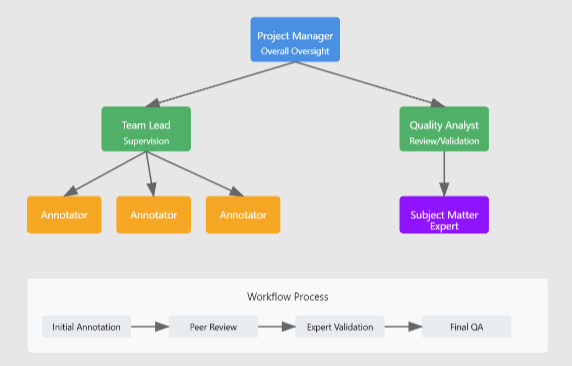 Project Manager
Overall Oversight
Team Lead
Supervision
Quality Analyst
Review/Validation
Annotator
Annotator
Annotator
Subject Matter
Expert
Workflow Process
Initial Annotation
Peer Review
Expert Validation
Final QA